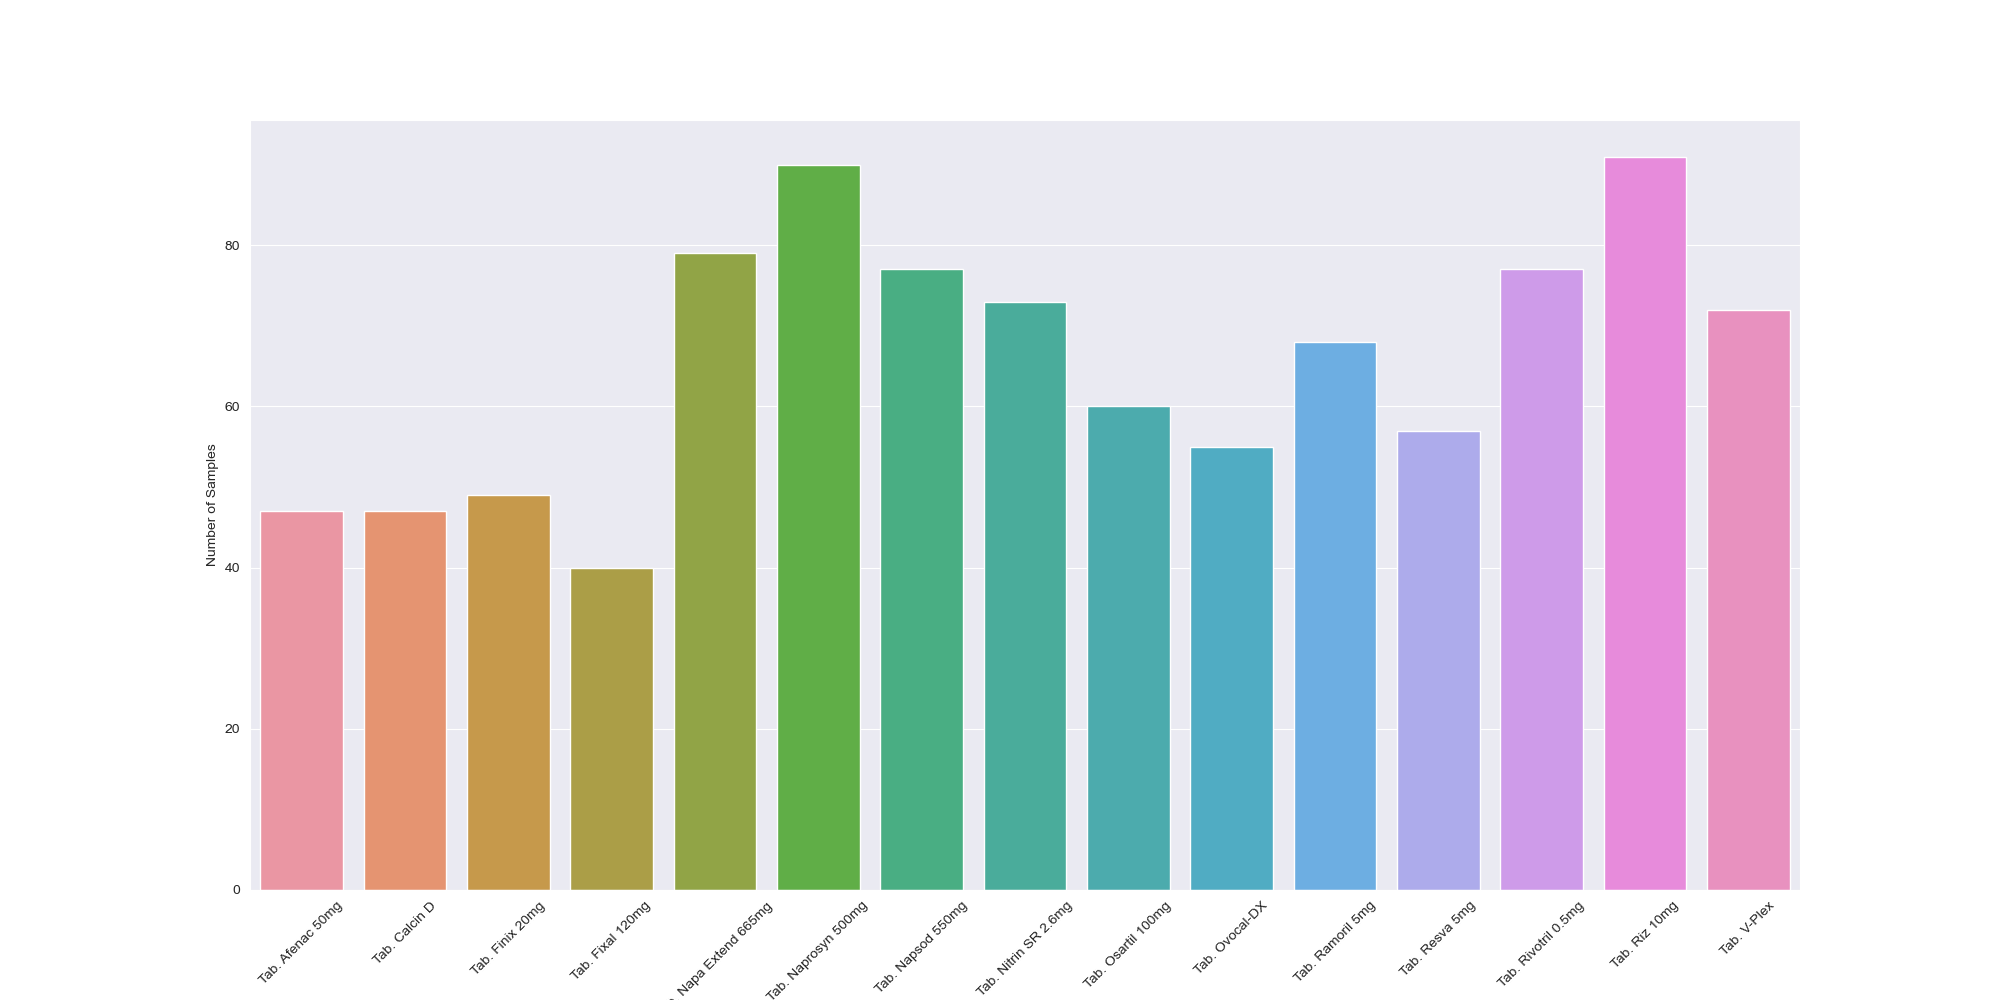 80
60
40
20
0
Number of Samples
Tab. Afenac 50mg
Tab. Calcin D
Tab. Finix 20mg
Tab. Fixal 120mg
Napa Extend 665mg
Tab. Naprosyn 500mg
Tab. Napsod 550mg
Tab. Nitrin SR 2.6mg
Tab. Osartil 100mg
Tab. Ovocal-DX
Tab. Ramoril 5mg
Tab. Resva 5mg
Tab. Rivotril 0.5mg
Tab. Riz 10mg
Tab. V-Plex